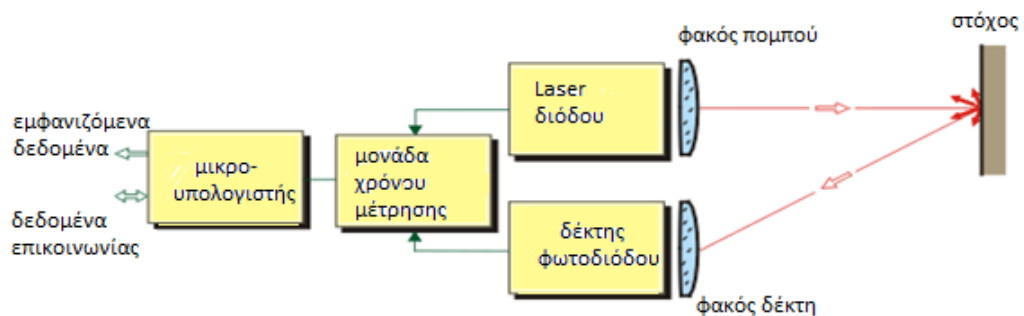 στόχος
φακός πομπού
Laser
διόδου
εμφανιζόμενα
δεδομένα
μικρο-
υπολογιστής
μονάδα
χρόνου
μέτρησης
δεδομένα
επικοινωνίας
δέκτης
φωτοδιόδου
φακός δέκτη